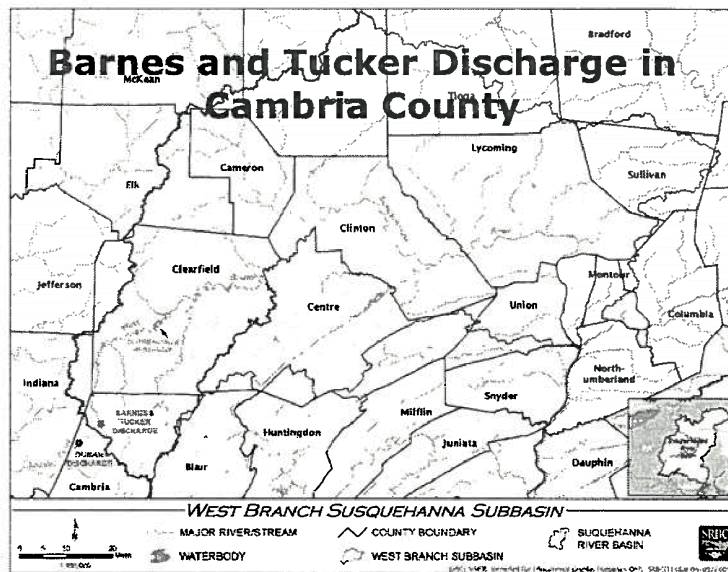 Barnes and Tucker Discharge in
Cambria County
Bradford
McKean
Tioga
Lycoming
Cameron
Sullivan
Elk
Clinton
Clearfield
Jefferson
Centre
Montour
Union
Columbia
Indiana
North-
umberland
Snyder
BARNES &
TUCKER
DISCHARGE
Mifflin
Huntingdon
Juniata
DISCHARGE
Blair
Dauphin
Cambria
WEST BRANCH SUSQUEHANNA SUBBASIN
MAJOR RIVER/STREAM
COUNTY BOUNDARY
SUQUEHANNA
RIVER BASIN
WATERBODY
WEST BRANCH SUBBASIN
SRBC